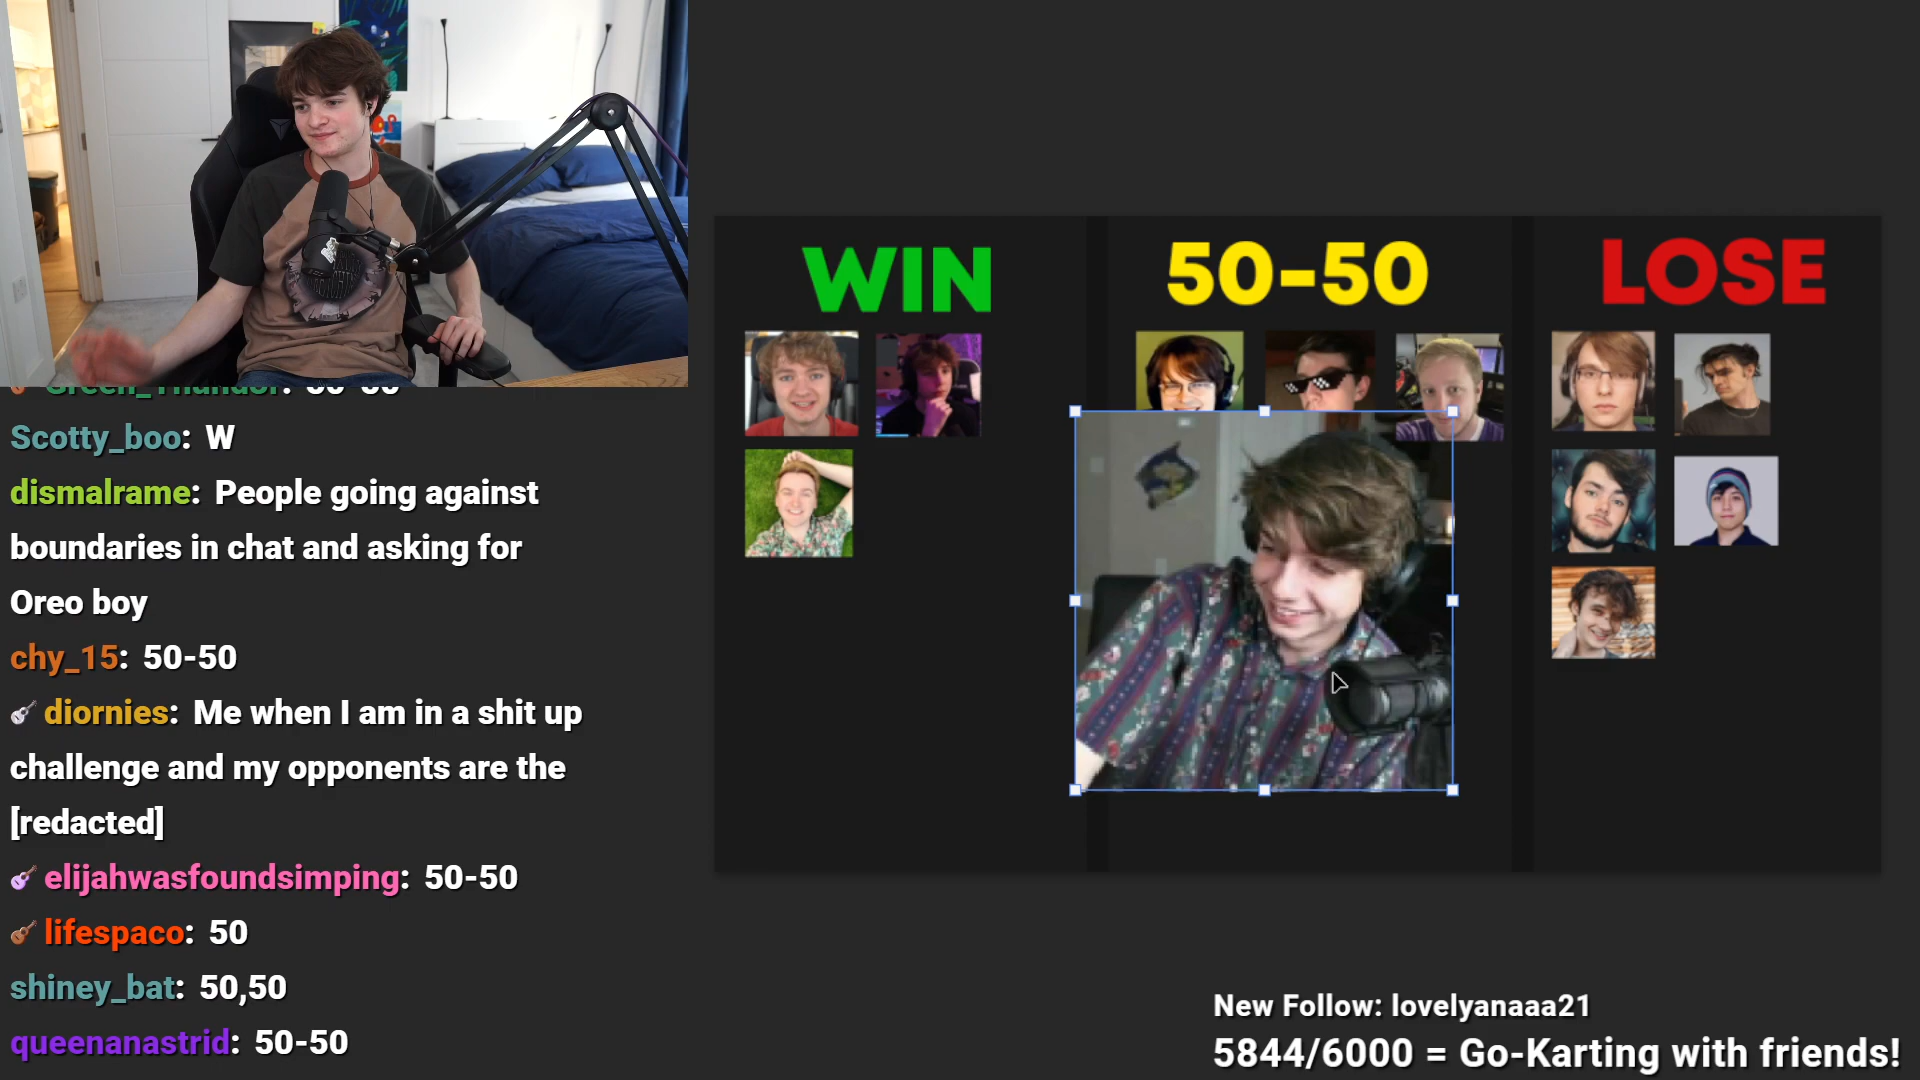 WIN
50-50
LOSE
Scotty_boo: W
dismalrame: People going against
boundaries in chat and asking for
Oreo boy
chy_15: 50-50
diornies: Me when I am in a shit up
challenge and my opponents are the
[redacted]
elijahwasfoundsimping: 50-50
lifespaco: 50
shiney_bat: 50,50
queenanastrid: 50-50
New Follow: lovelyanaaa21
5844/6000 = Go-Karting with friends!